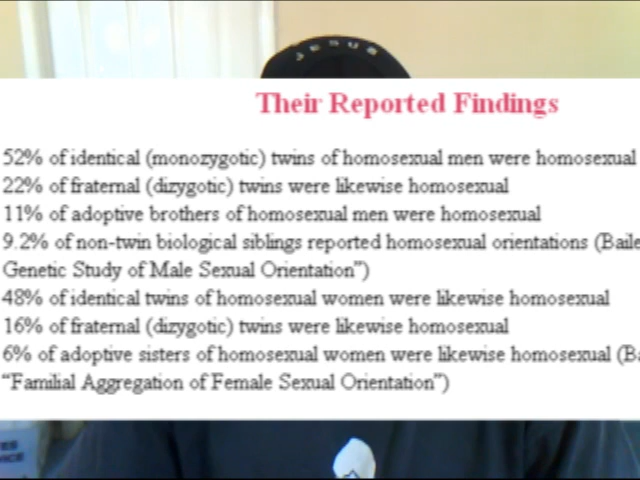 JESUS
Their Reported Findings
52% of identical (monozygotic) twins of homosexual men were homosexual
22% of fraternal (dizygotic) twins were likewise homosexual
11% of adoptive brothers of homosexual men were homosexual
9.2% of non-twin biological siblings reported homosexual orientations (Baile
Genetic Study of Male Sexual Orientation”)
48% of identical twins of homosexual women were likewise homosexual
16% of fraternal (dizygotic) twins were likewise homosexual
6% of adoptive sisters of homosexual women were likewise homosexual (Ba
“Familial Aggregation of Female Sexual Orientation”)